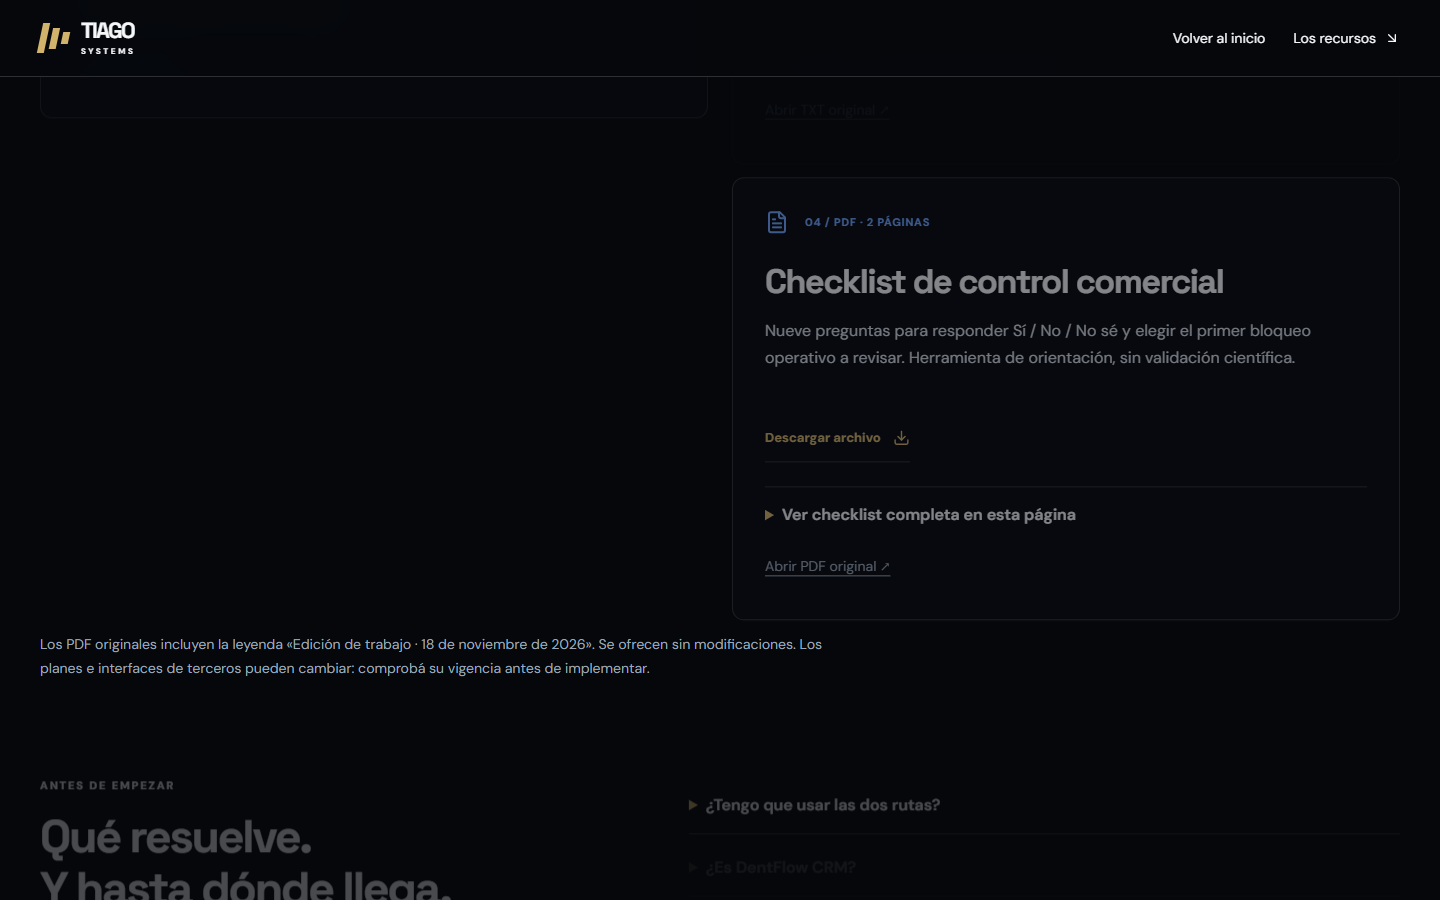 TIAGO
SYSTEMS
Volver al inicio
Los recursos
Abrir TXT original ↗
04 / PDF · 2 PÁGINAS
Checklist de control comercial
Nueve preguntas para responder Sí / No / No sé y elegir el primer bloqueo
operativo a revisar. Herramienta de orientación, sin validación científica.
Descargar archivo
Ver checklist completa en esta página
Abrir PDF original ↗
Los PDF originales incluyen la leyenda «Edición de trabajo · 18 de noviembre de 2026». Se ofrecen sin modificaciones. Los
planes e interfaces de terceros pueden cambiar: comprobá su vigencia antes de implementar.
ANTES DE EMPEZAR
Qué resuelve.
Y hasta dónde llega.
¿Tengo que usar las dos rutas?
¿Es DentFlow CRM?